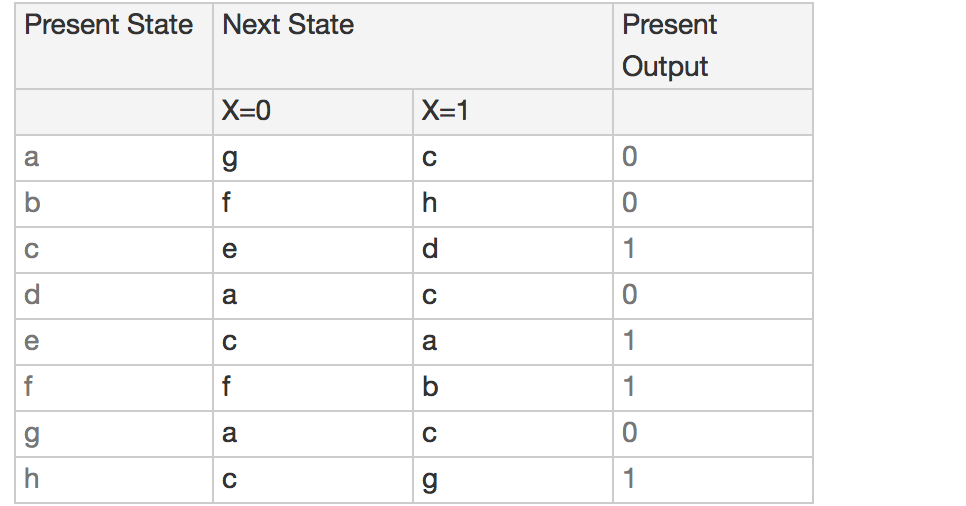 Present State Next State Present
Output
X=0 X=1
a g c 0
b f h 0
c e d 1
d a c 0
e c a 1
f f b 1
g a c 0
h c g 1